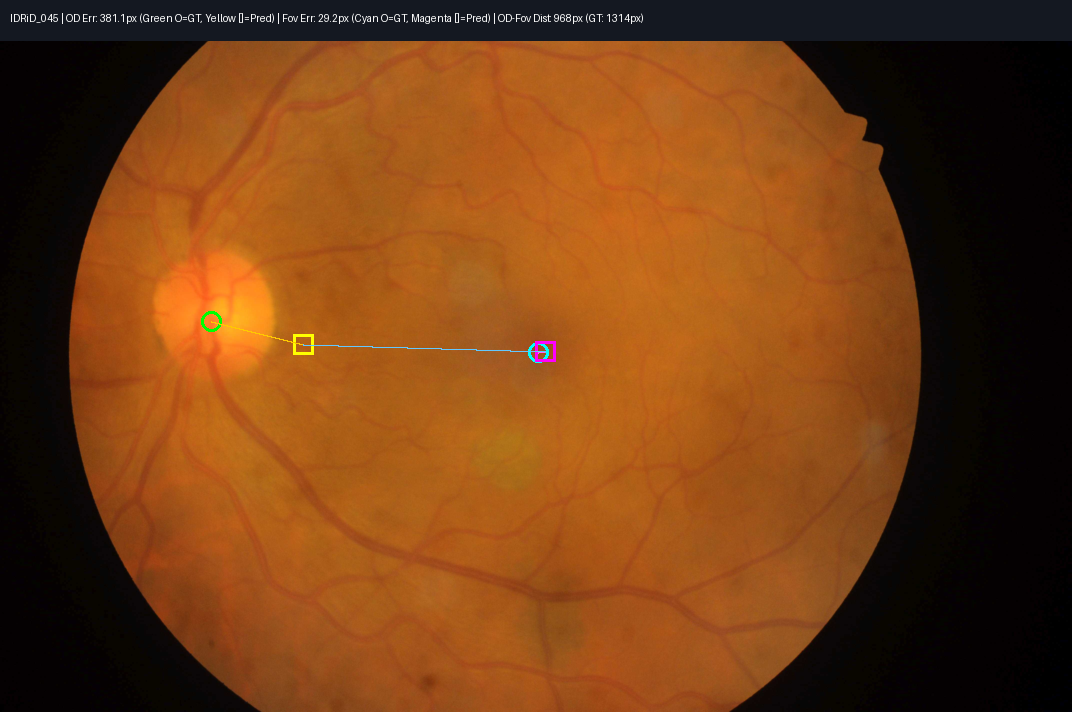 IDRiD_045 | OD Err: 381.1px (Green O=GT, Yellow []=Pred) | Fov Err: 29.2px (Cyan O=GT, Magenta []=Pred) | OD-Fov Dist: 968px (GT: 1314px)